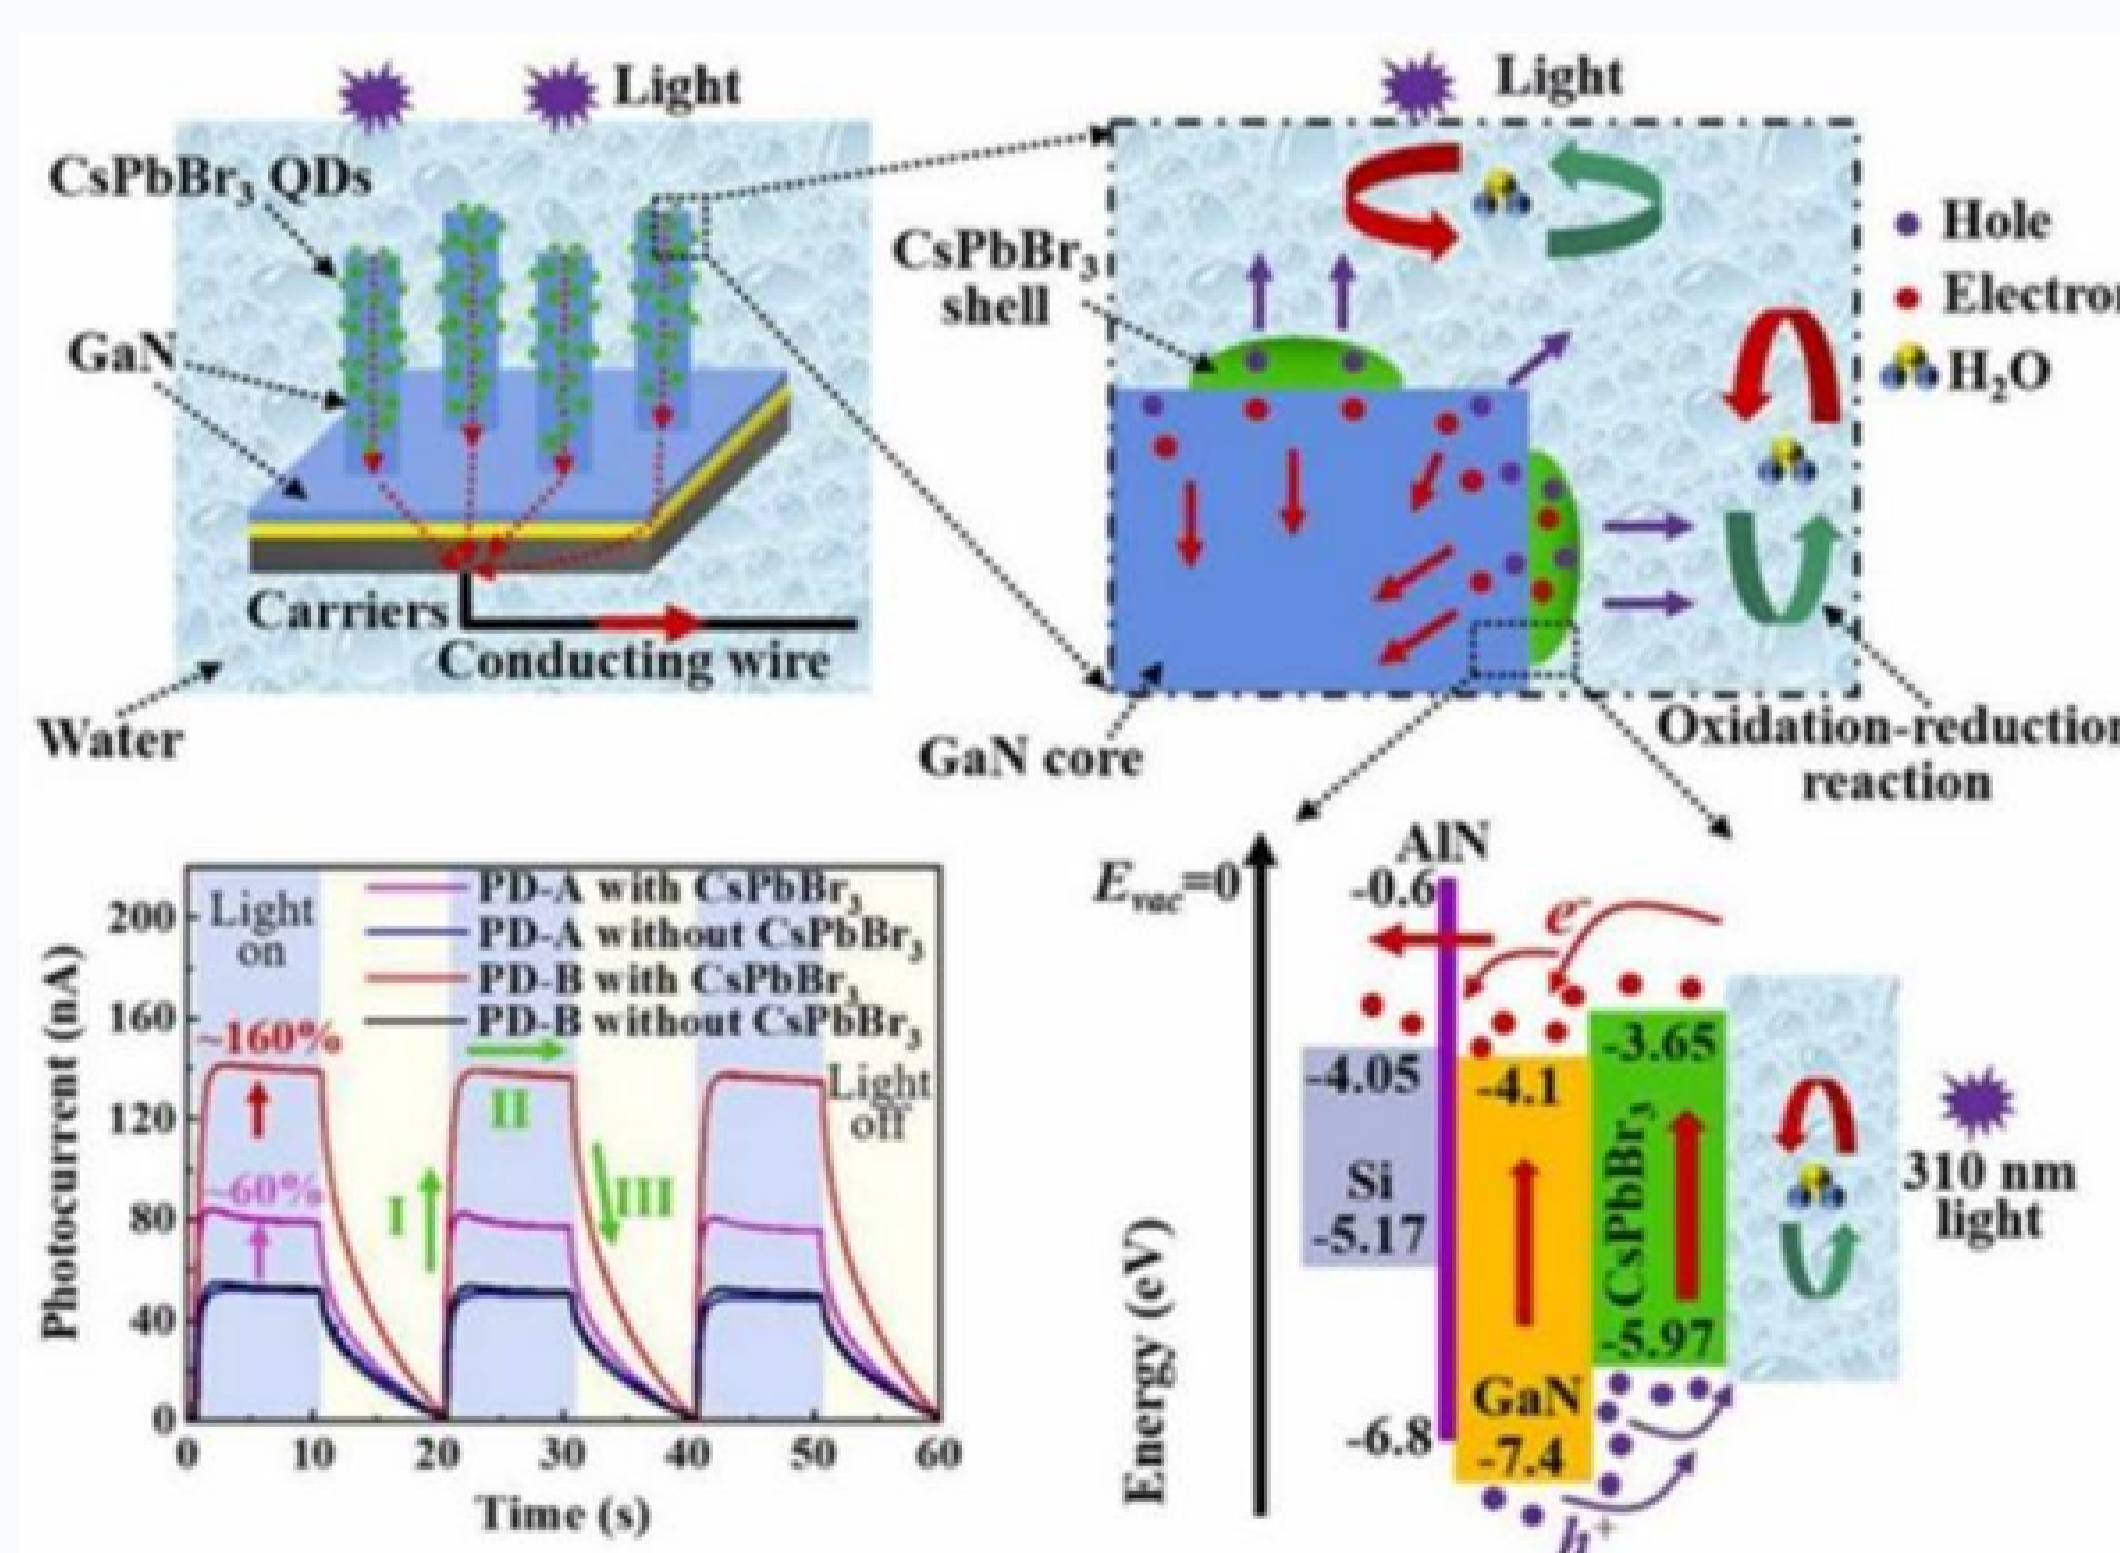 Light
CsPbBr₃ QDs
GaN
Carriers
Conducting wire
Water
Light
CsPbBr₃
shell
Hole
Electron
H₂O
GaN core
Oxidation-reduction
reaction
Photocurrent (nA)
200
160
120
80
40
0
0 10 20 30 40 50 60
Time (s)
Light
on
PD-A with CsPbBr₃
PD-A without CsPbBr₃
PD-B with CsPbBr₃
PD-B without CsPbBr₃
~160%
~60%
I
II
III
Light
off
Evac=0
Energy (eV)
AlN
-0.6
e⁻
-4.05
Si
-5.17
-6.8
-4.1
GaN
-7.4
-3.65
CsPbBr₃
-5.97
h⁺
310 nm
light